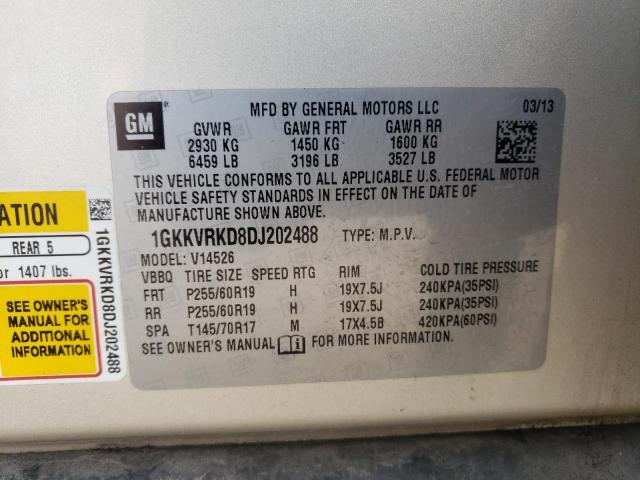 GM
MFD BY GENERAL MOTORS LLC 03/13
GVWR GAWR FRT GAWR RR
2930 KG 1450 KG 1600 KG
6459 LB 3196 LB 3527 LB
THIS VEHICLE CONFORMS TO ALL APPLICABLE U.S. FEDERAL MOTOR
VEHICLE SAFETY STANDARDS IN EFFECT ON THE DATE OF
MANUFACTURE SHOWN ABOVE.
1GKKVRKD8DJ202488 TYPE: M.P.V.
MODEL: V14526
VBBQ TIRE SIZE SPEED RTG RIM COLD TIRE PRESSURE
FRT P255/60R19 H 19X7.5J 240KPA(35PSI)
RR P255/60R19 H 19X7.5J 240KPA(35PSI)
SPA T145/70R17 M 17X4.5B 420KPA(60PSI)
SEE OWNER'S MANUAL FOR MORE INFORMATION.
ATION
REAR 5
or 1407 lbs.
SEE OWNER'S
MANUAL FOR
ADDITIONAL
INFORMATION
1GKKVRKD8DJ202488